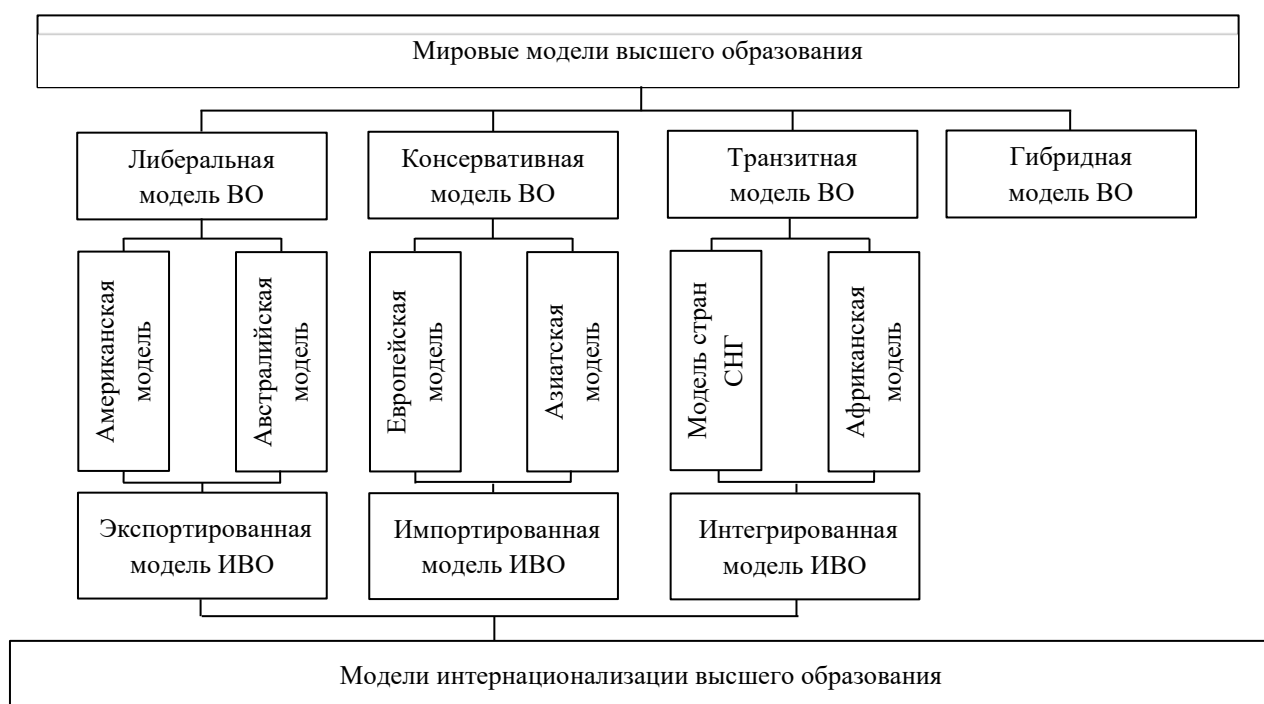 Мировые модели высшего образования
Либеральная
модель ВО
Консервативная
модель ВО
Транзитная
модель ВО
Гибридная
модель ВО
Американская
модель
Австралийская
модель
Европейская
модель
Азиатская
модель
Модель стран
СНГ
Африканская
модель
Экспортированная
модель ИВО
Импортированная
модель ИВО
Интегрированная
модель ИВО
Модели интернационализации высшего образования